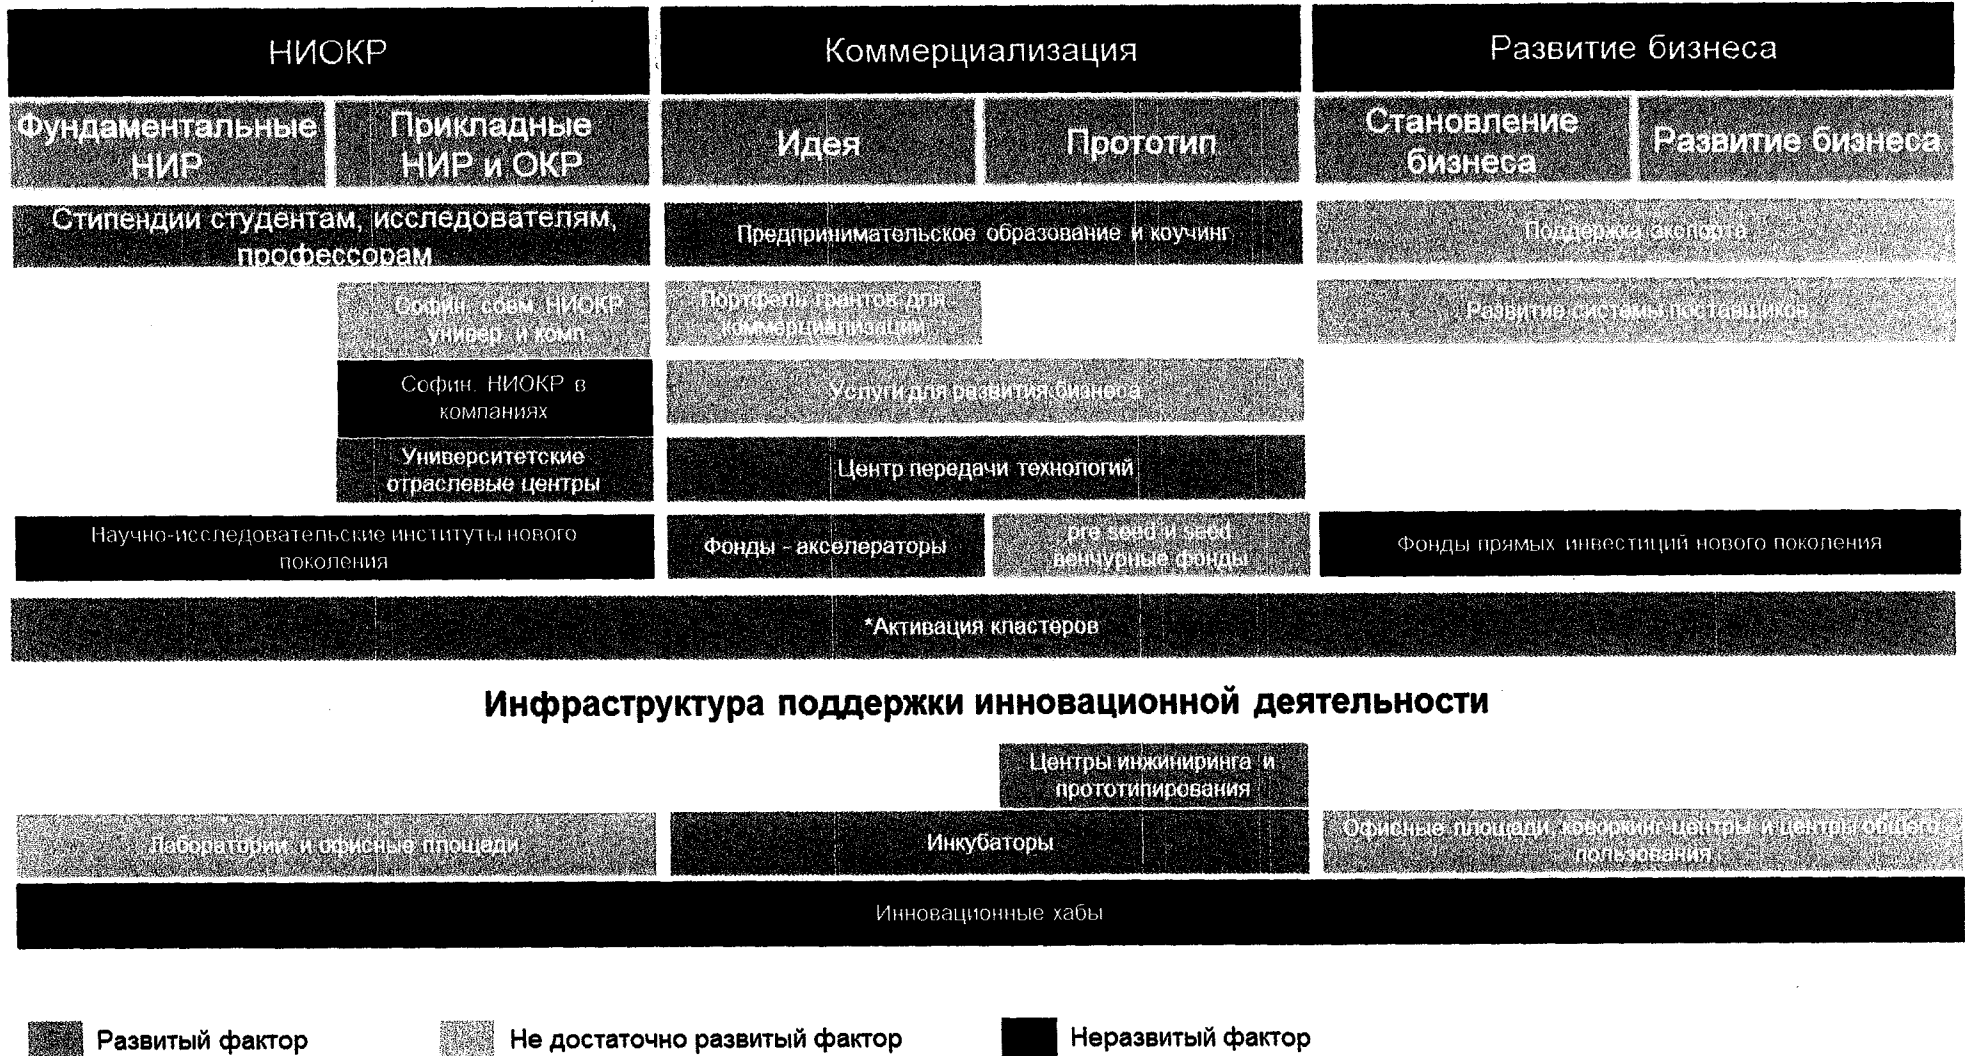 НИОКР
Коммерциализация
Развитие бизнеса
Фундаментальные
НИР
Прикладные
НИР и ОКР
Идея
Прототип
Становление
бизнеса
Развитие бизнеса
Стипендии студентам, исследователям,
профессорам
Предпринимательское образование и коучинг
Поддержка экспорта
Софин. совм. НИОКР
универ. и комп.
Портфель грантов для
коммерциализации
Развитие системы поставщиков
Софин. НИОКР в
компаниях
Услуги для развития бизнеса
Университетские
отраслевые центры
Центр передачи технологий
Научно-исследовательские институты нового
поколения
Фонды - акселераторы
pre seed и seed
венчурные фонды
Фонды прямых инвестиций нового поколения
*Активация кластеров
Инфраструктура поддержки инновационной деятельности
Центры инжиниринга и
прототипирования
Лаборатории и офисные площади
Инкубаторы
Офисные площади, коворкинг-центры и центры общего
пользования
Инновационные хабы
Развитый фактор
Не достаточно развитый фактор
Неразвитый фактор